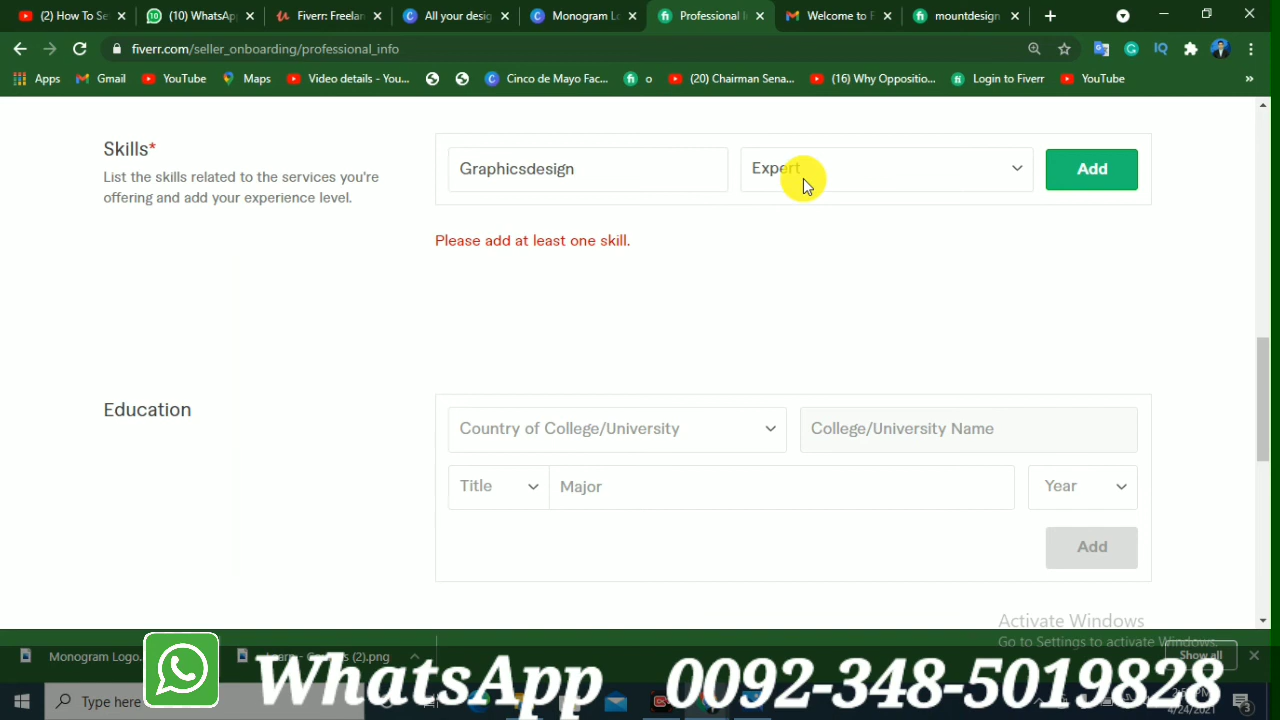 (2) How To Se
(10) WhatsAp
Fiverr: Freelan
All your desig
Monogram Lo
Professional I
Welcome to F
mountdesign
fiverr.com/seller_onboarding/professional_info
Apps
Gmail
YouTube
Maps
Video details - You...
Cinco de Mayo Fac...
o
(20) Chairman Sena...
(16) Why Oppositio...
Login to Fiverr
YouTube
»
Skills*
List the skills related to the services you're
offering and add your experience level.
Graphicsdesign
Expert
Add
Please add at least one skill.
Education
Country of College/University
College/University Name
Title
Major
Year
Add
Activate Windows
Go to Settings to activate Windows.
Monogram Logo.
(2).png
Show all
Type here
WhatsApp 0092-348-5019828
4/24/2021
3